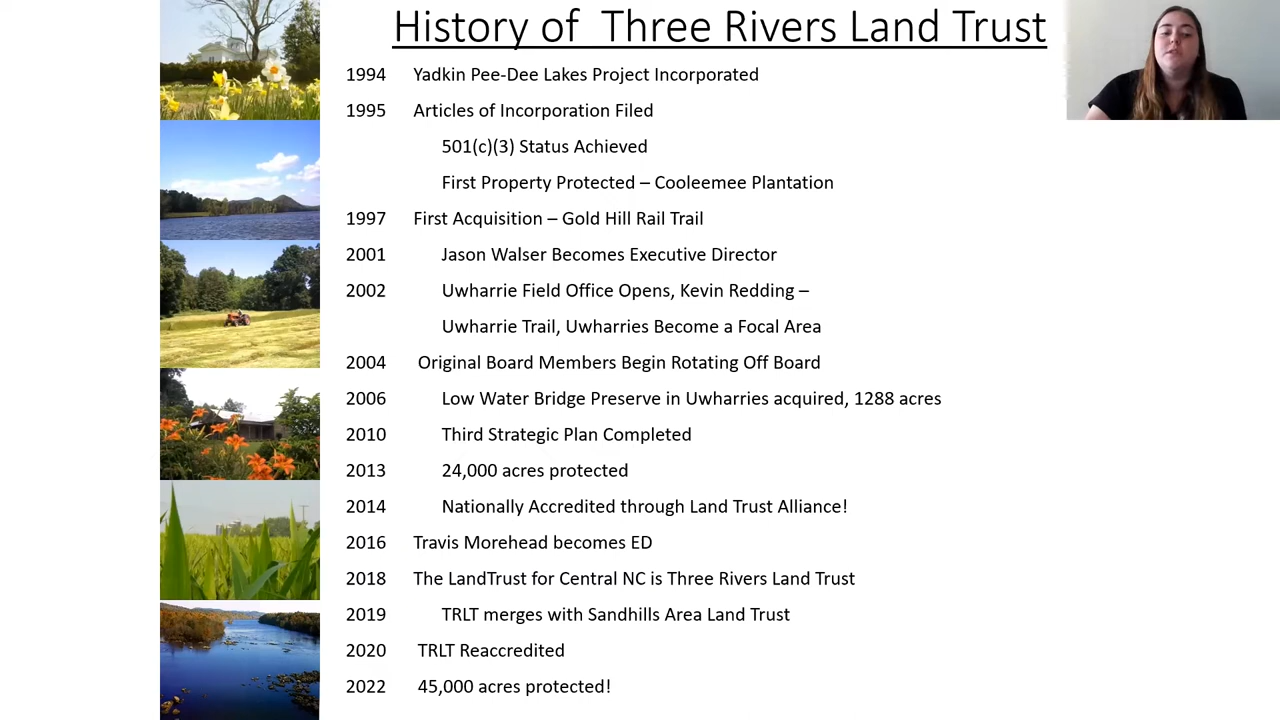 History of  Three Rivers Land Trust
1994 Yadkin Pee-Dee Lakes Project Incorporated
1995 Articles of Incorporation Filed
501(c)(3) Status Achieved
First Property Protected – Cooleemee Plantation
1997 First Acquisition – Gold Hill Rail Trail
2001 Jason Walser Becomes Executive Director
2002 Uwharrie Field Office Opens, Kevin Redding –
Uwharrie Trail, Uwharries Become a Focal Area
2004 Original Board Members Begin Rotating Off Board
2006 Low Water Bridge Preserve in Uwharries acquired, 1288 acres
2010 Third Strategic Plan Completed
2013 24,000 acres protected
2014 Nationally Accredited through Land Trust Alliance!
2016 Travis Morehead becomes ED
2018 The LandTrust for Central NC is Three Rivers Land Trust
2019 TRLT merges with Sandhills Area Land Trust
2020 TRLT Reaccredited
2022 45,000 acres protected!